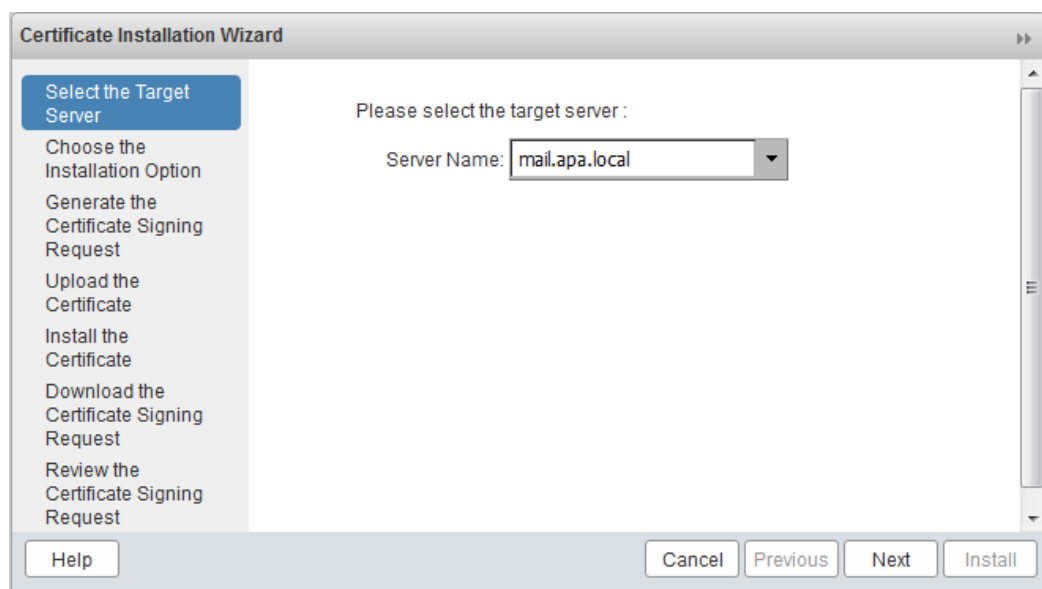 Certificate Installation Wizard
Select the Target
Server
Choose the
Installation Option
Generate the
Certificate Signing
Request
Upload the
Certificate
Install the
Certificate
Download the
Certificate Signing
Request
Review the
Certificate Signing
Request
Please select the target server :
Server Name: mail.apa.local
Help
Cancel
Previous
Next
Install